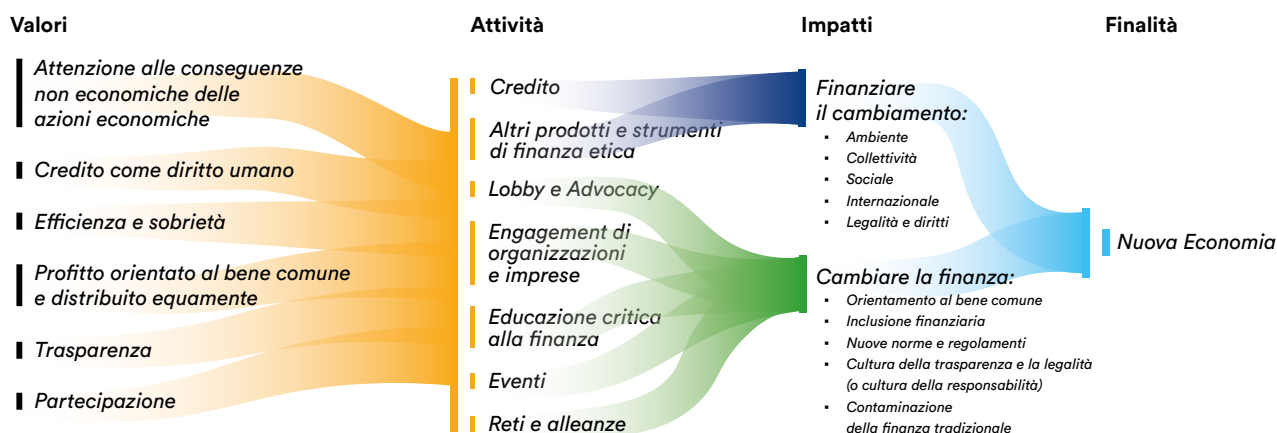 Valori
Attenzione alle conseguenze
non economiche delle
azioni economiche
Credito come diritto umano
Efficienza e sobrietà
Profitto orientato al bene comune
e distribuito equamente
Trasparenza
Partecipazione
Attività
Credito
Altri prodotti e strumenti
di finanza etica
Lobby e Advocacy
Engagement di
organizzazioni
e imprese
Educazione critica
alla finanza
Eventi
Reti e alleanze
Impatti
Finanziare
il cambiamento:
▪ Ambiente
▪ Collettività
▪ Sociale
▪ Internazionale
▪ Legalità e diritti
Cambiare la finanza:
▪ Orientamento al bene comune
▪ Inclusione finanziaria
▪ Nuove norme e regolamenti
▪ Cultura della trasparenza e la legalità
(o cultura della responsabilità)
▪ Contaminazione
della finanza tradizionale
Finalità
Nuova Economia